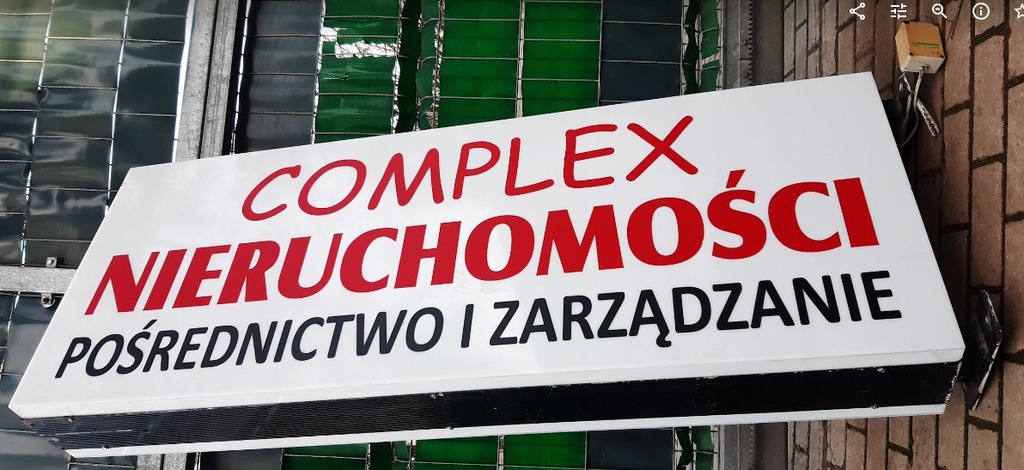 COMPLEX
NIERUCHOMOŚCI
POŚREDNICTWO I ZARZĄDZANIE